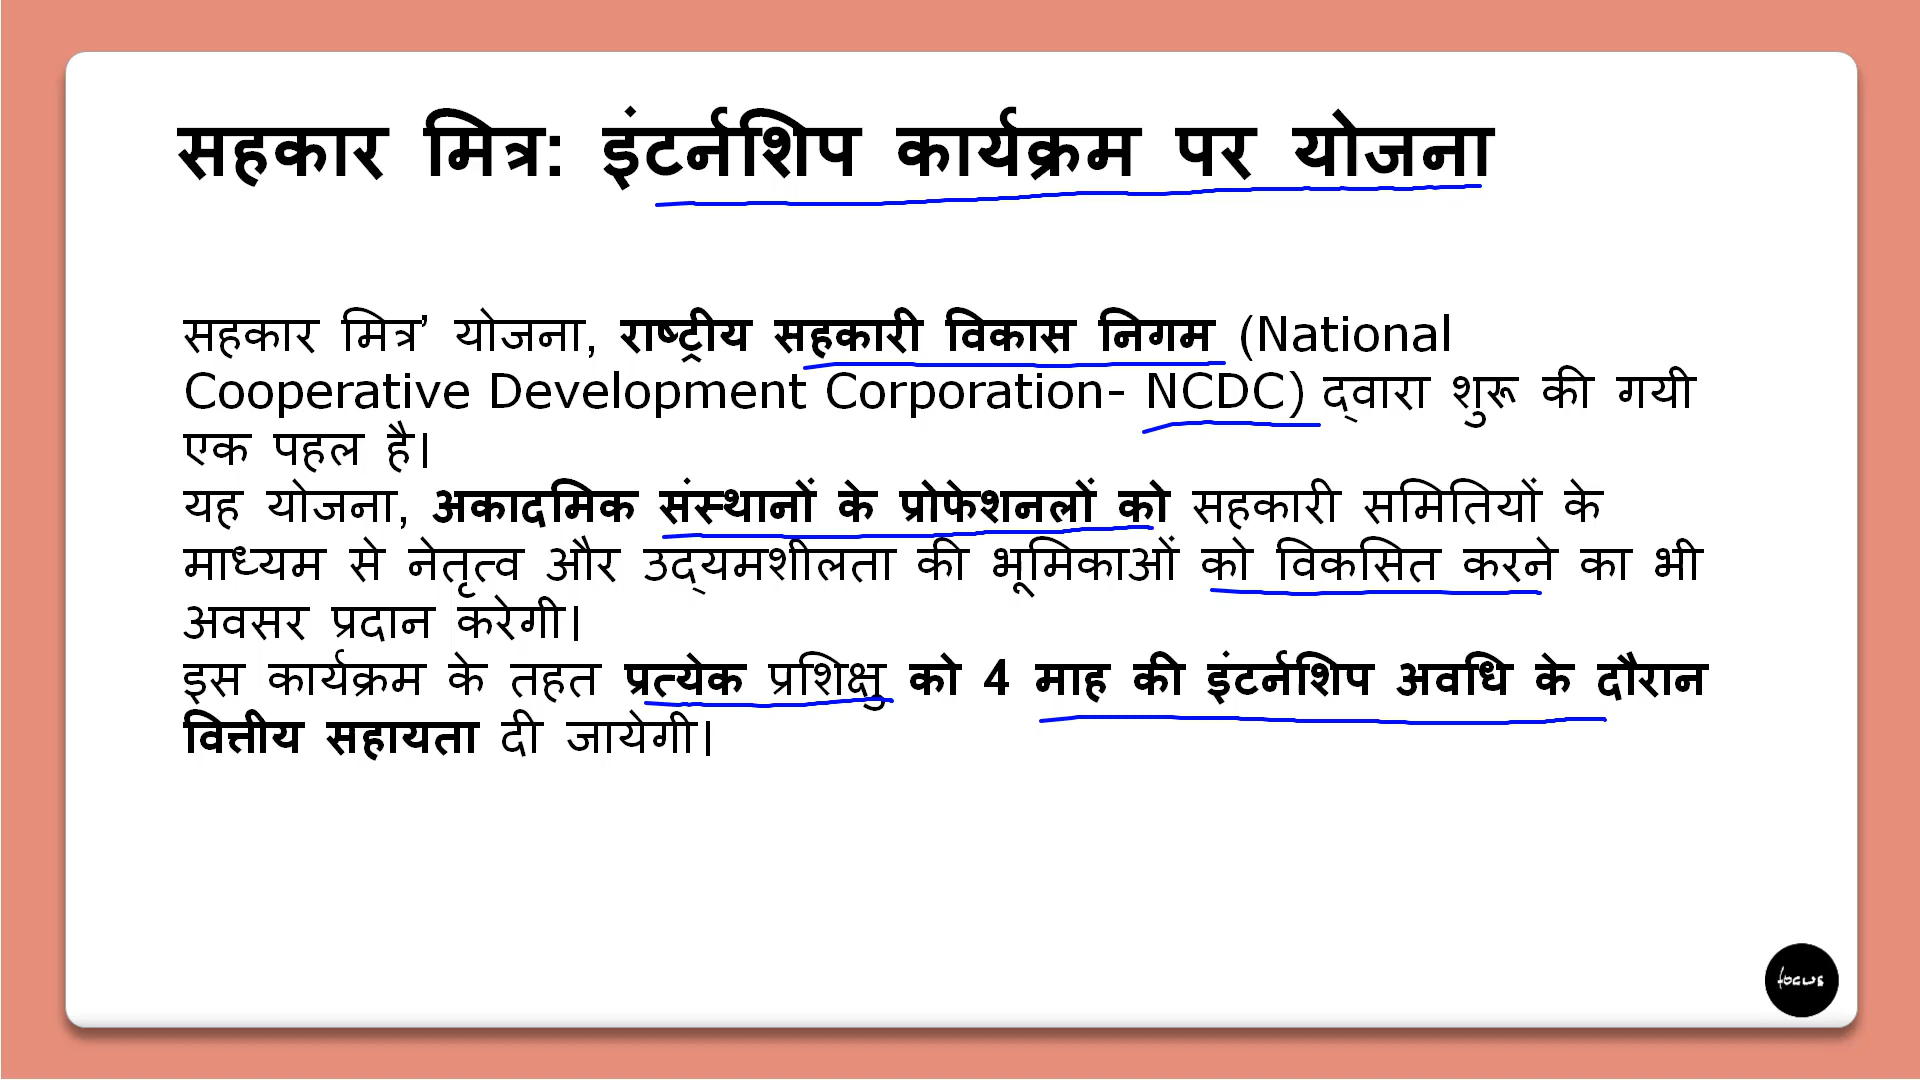 सहकार मित्र: इंटर्नशिप कार्यक्रम पर योजना
सहकार मित्र’ योजना, राष्ट्रीय सहकारी विकास निगम (National
Cooperative Development Corporation- NCDC) द्वारा शुरू की गयी
एक पहल है।
यह योजना, अकादमिक संस्थानों के प्रोफेशनलों को सहकारी समितियों के
माध्यम से नेतृत्व और उद्यमशीलता की भूमिकाओं को विकसित करने का भी
अवसर प्रदान करेगी।
इस कार्यक्रम के तहत प्रत्येक प्रशिक्षु को 4 माह की इंटर्नशिप अवधि के दौरान
वित्तीय सहायता दी जायेगी।
focus